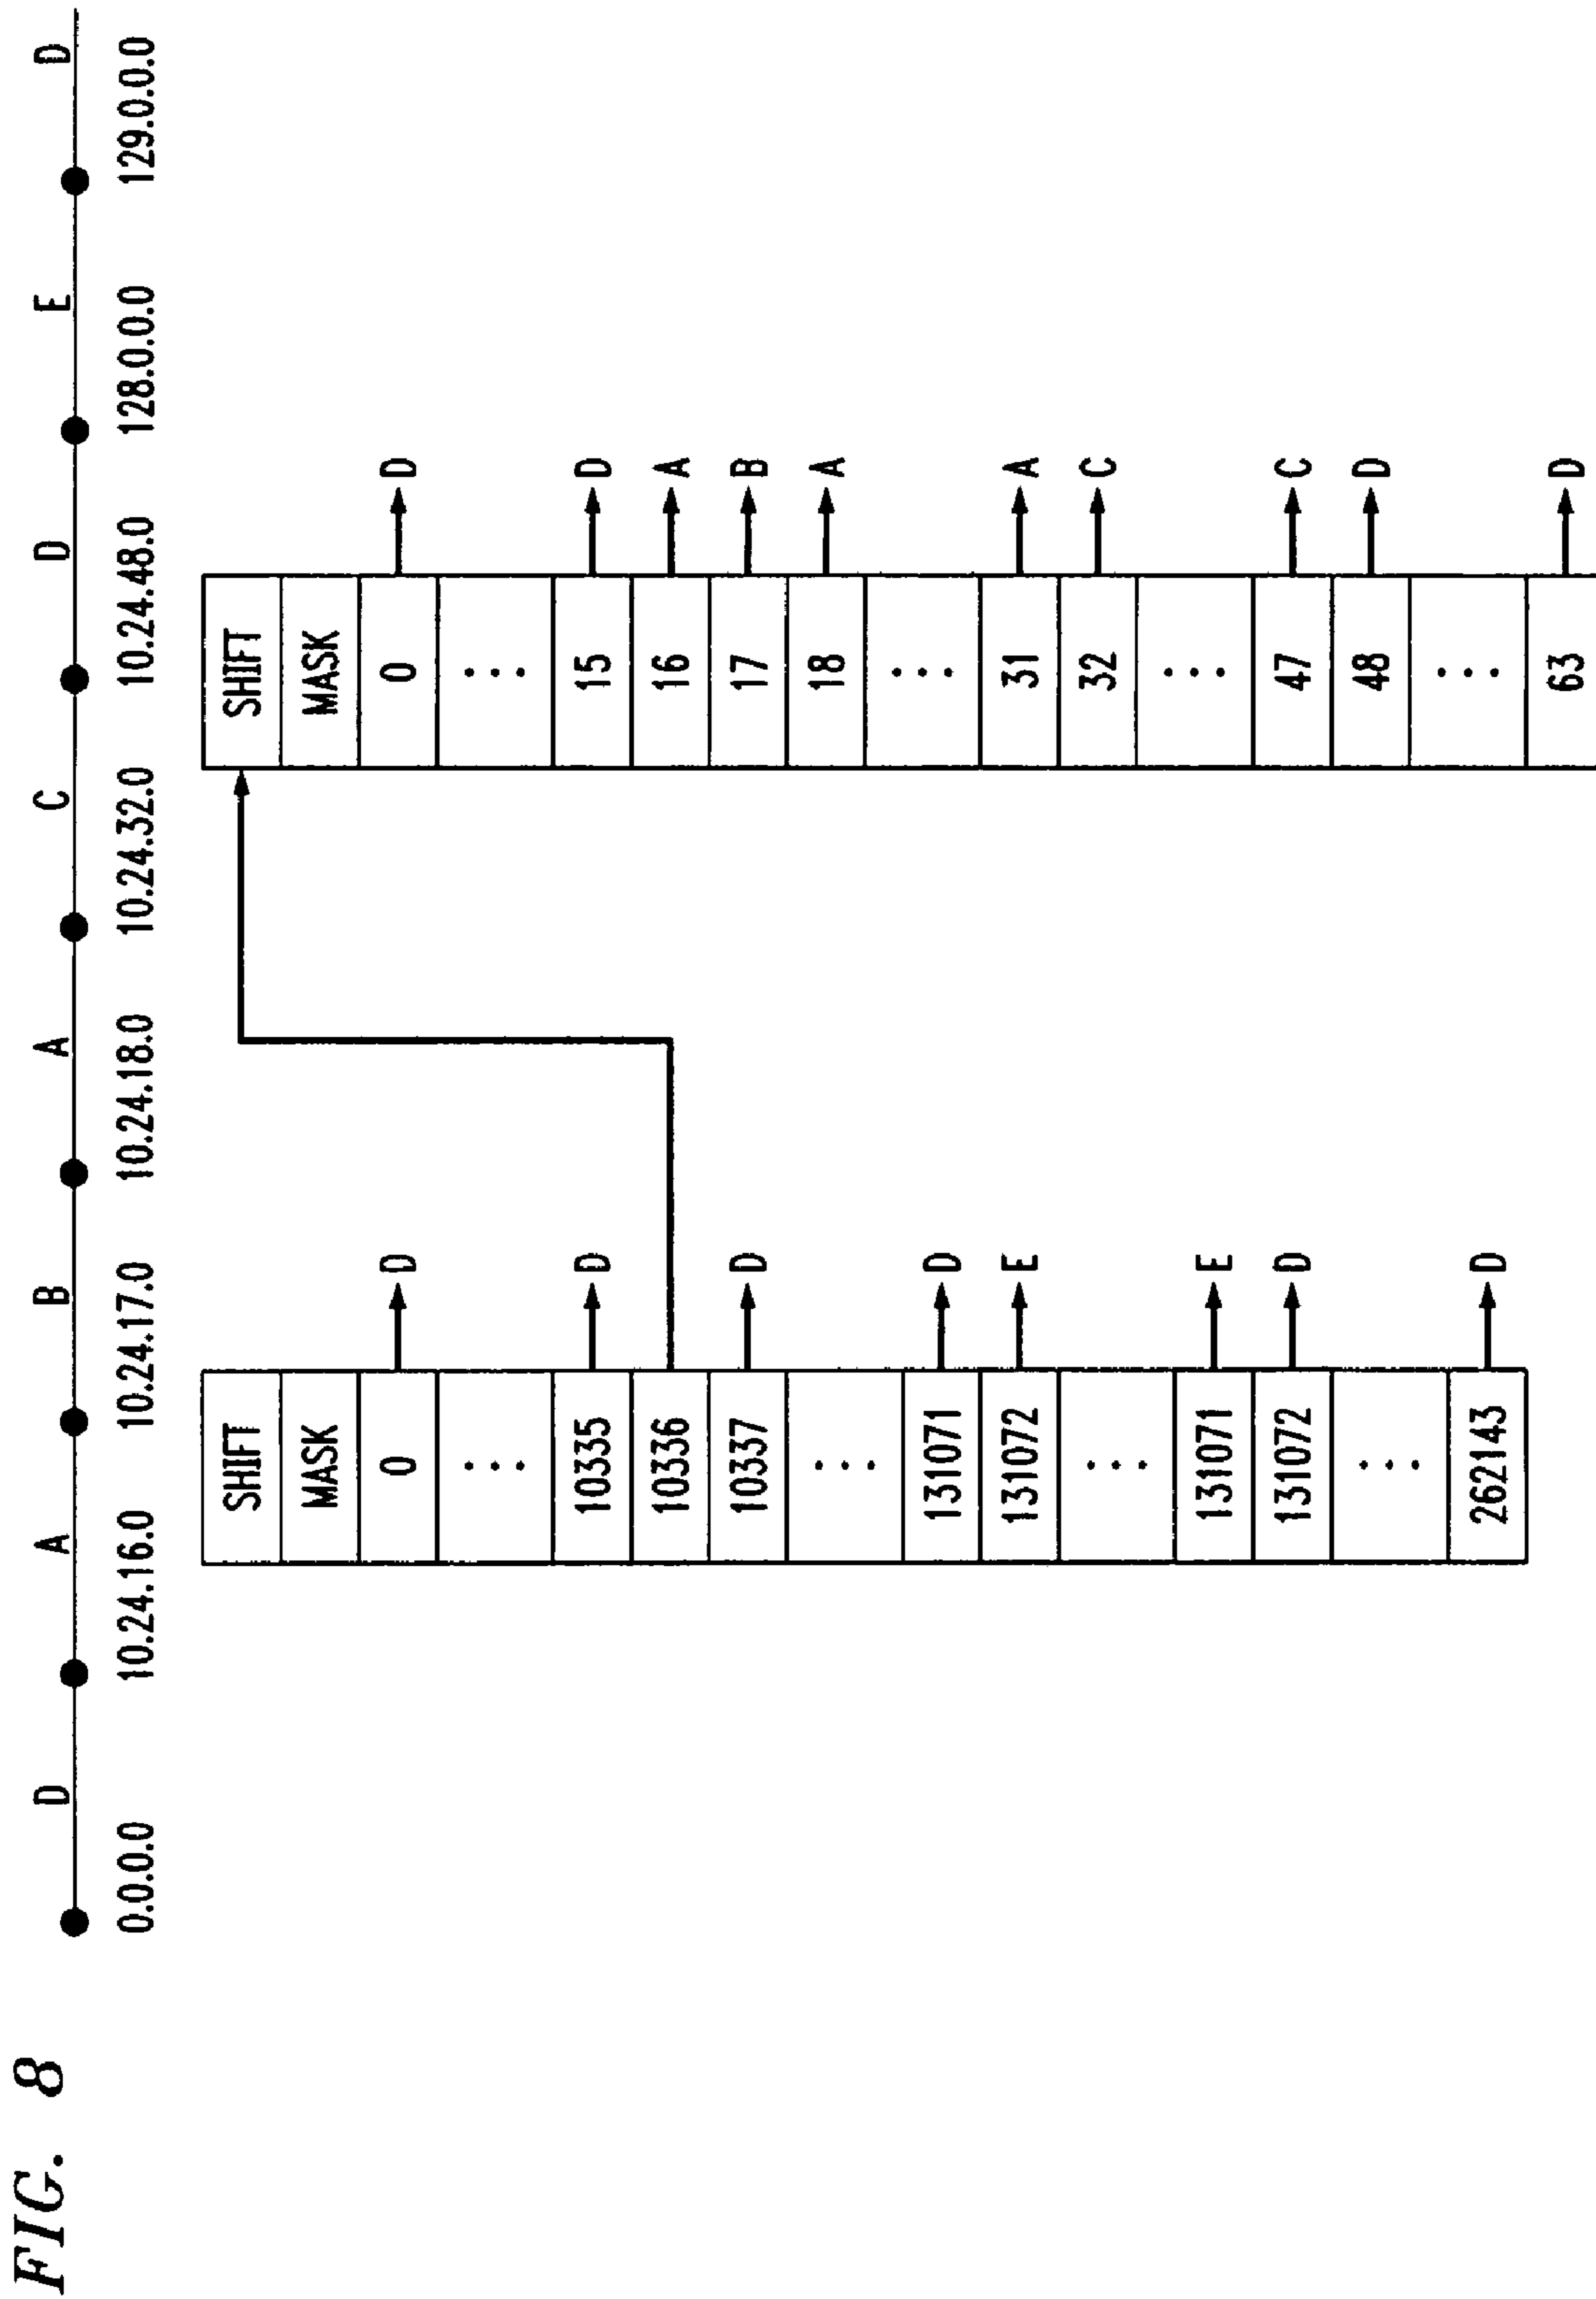 FIG. 8
D A B A C D E D
0.0.0.0 10.24.16.0 10.24.17.0 10.24.18.0 10.24.32.0 10.24.48.0 128.0.0.0 129.0.0.0
SHIFT
MASK
0 D
...
10335 D
10336
10337 D
...
131071 D
131072 E
...
131071 E
131072 D
...
262143 D
SHIFT
MASK
0 D
...
15 D
16 A
17 B
18 A
...
31 A
32 C
...
47 C
48 D
...
63 D